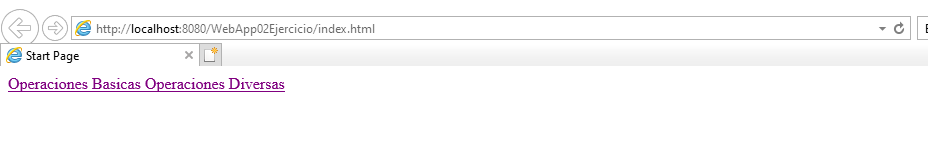 http://localhost:8080/WebApp02Ejercicio/index.html
Start Page
Operaciones Basicas Operaciones Diversas